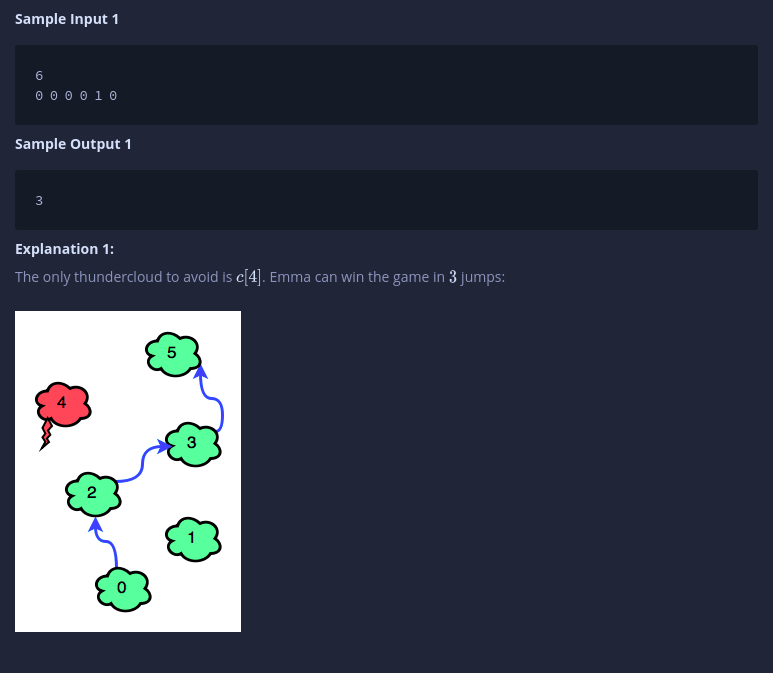 Sample Input 1
6
0 0 0 0 1 0
Sample Output 1
3
Explanation 1:
The only thundercloud to avoid is c[4]. Emma can win the game in 3 jumps:
5
4
3
2
1
0